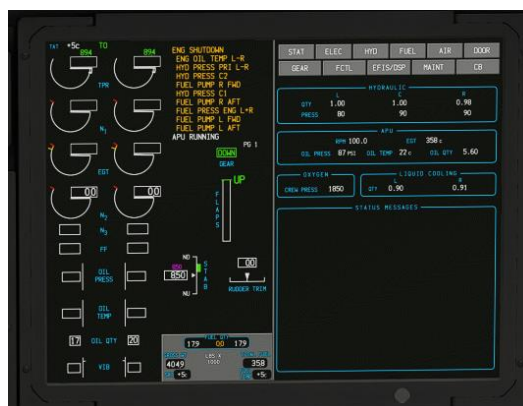 TAT +5c TO
894 894
TPR
N1
EGT
00 00
N2
N3
FF
OIL
PRESS
OIL
TEMP
17 OIL QTY 20
VIB
ENG SHUTDOWN
ENG OIL TEMP L-R
HYD PRESS PRI L-R
HYD PRESS C2
FUEL PUMP R FWD
HYD PRESS C1
FUEL PUMP R AFT
FUEL PRESS ENG L+R
FUEL PUMP L FWD
FUEL PUMP L AFT
APU RUNNING
PG 1
DOWN
GEAR
UP
FLAPS
ND
850
850
NU
STAB
00
RUDDER TRIM
FUEL QTY
179 00 179
LBS X
1000
4049 358
+5c +5c
STAT ELEC HYD FUEL AIR DOOR
GEAR FCTL EFIS/DSP MAINT CB
HYDRAULIC
L C R
QTY 1.00 1.00 0.98
PRESS 80 90 90
APU
RPM 100.0 EGT 358 c
OIL PRESS 87 PSI OIL TEMP 22 c OIL QTY 5.60
OXYGEN
CREW PRESS 1850
LIQUID COOLING
L R
QTY 0.90 0.91
STATUS MESSAGES